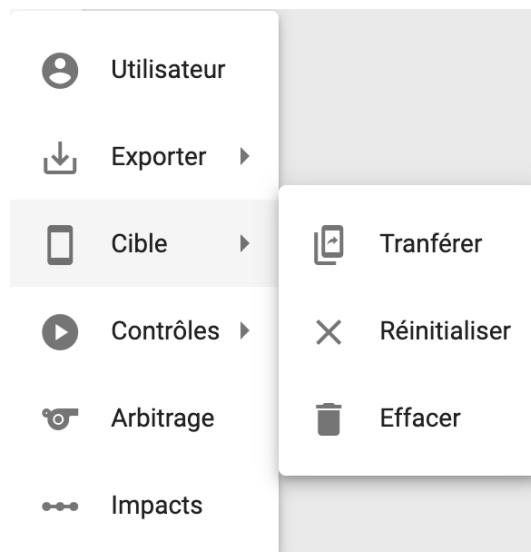 Utilisateur
Exporter
Cible
Tranférer
Contrôles
Réinitialiser
Arbitrage
Effacer
Impacts